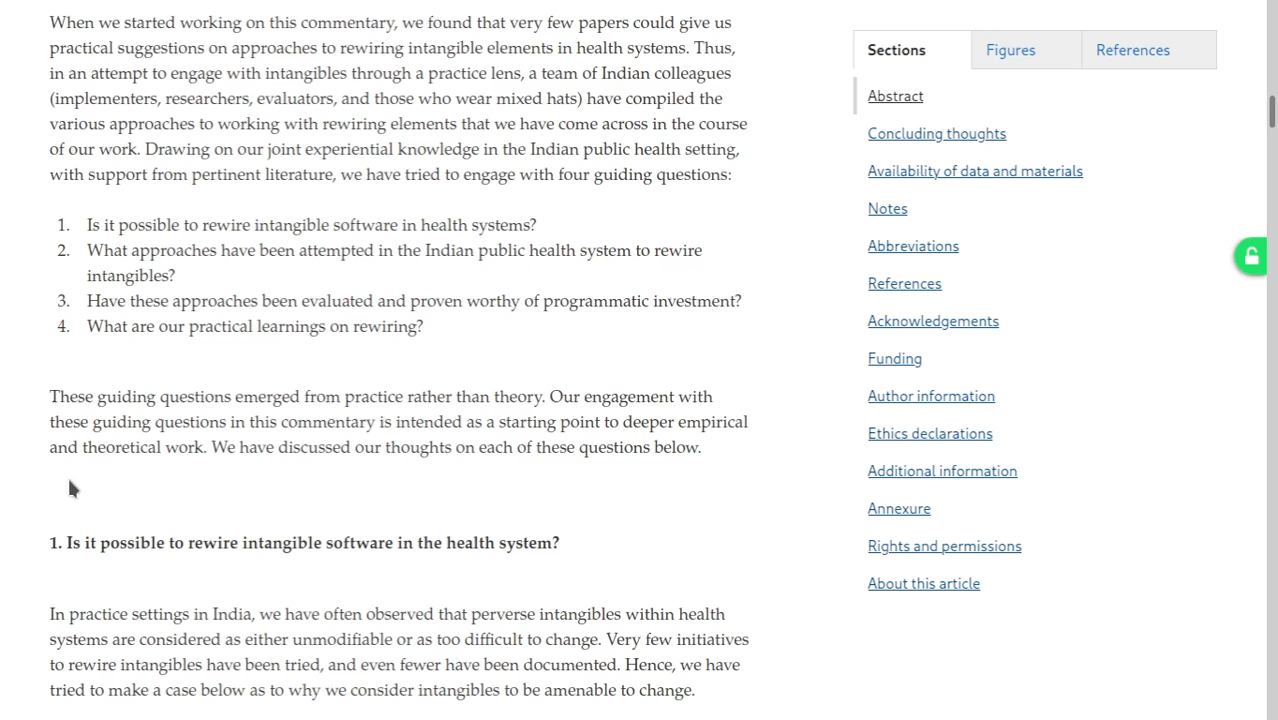 When we started working on this commentary, we found that very few papers could give us
practical suggestions on approaches to rewiring intangible elements in health systems. Thus,
in an attempt to engage with intangibles through a practice lens, a team of Indian colleagues
(implementers, researchers, evaluators, and those who wear mixed hats) have compiled the
various approaches to working with rewiring elements that we have come across in the course
of our work. Drawing on our joint experiential knowledge in the Indian public health setting,
with support from pertinent literature, we have tried to engage with four guiding questions:
1. Is it possible to rewire intangible software in health systems?
2. What approaches have been attempted in the Indian public health system to rewire
intangibles?
3. Have these approaches been evaluated and proven worthy of programmatic investment?
4. What are our practical learnings on rewiring?
These guiding questions emerged from practice rather than theory. Our engagement with
these guiding questions in this commentary is intended as a starting point to deeper empirical
and theoretical work. We have discussed our thoughts on each of these questions below.
1. Is it possible to rewire intangible software in the health system?
In practice settings in India, we have often observed that perverse intangibles within health
systems are considered as either unmodifiable or as too difficult to change. Very few initiatives
to rewire intangibles have been tried, and even fewer have been documented. Hence, we have
tried to make a case below as to why we consider intangibles to be amenable to change.
Sections Figures References
Abstract
Concluding thoughts
Availability of data and materials
Notes
Abbreviations
References
Acknowledgements
Funding
Author information
Ethics declarations
Additional information
Annexure
Rights and permissions
About this article